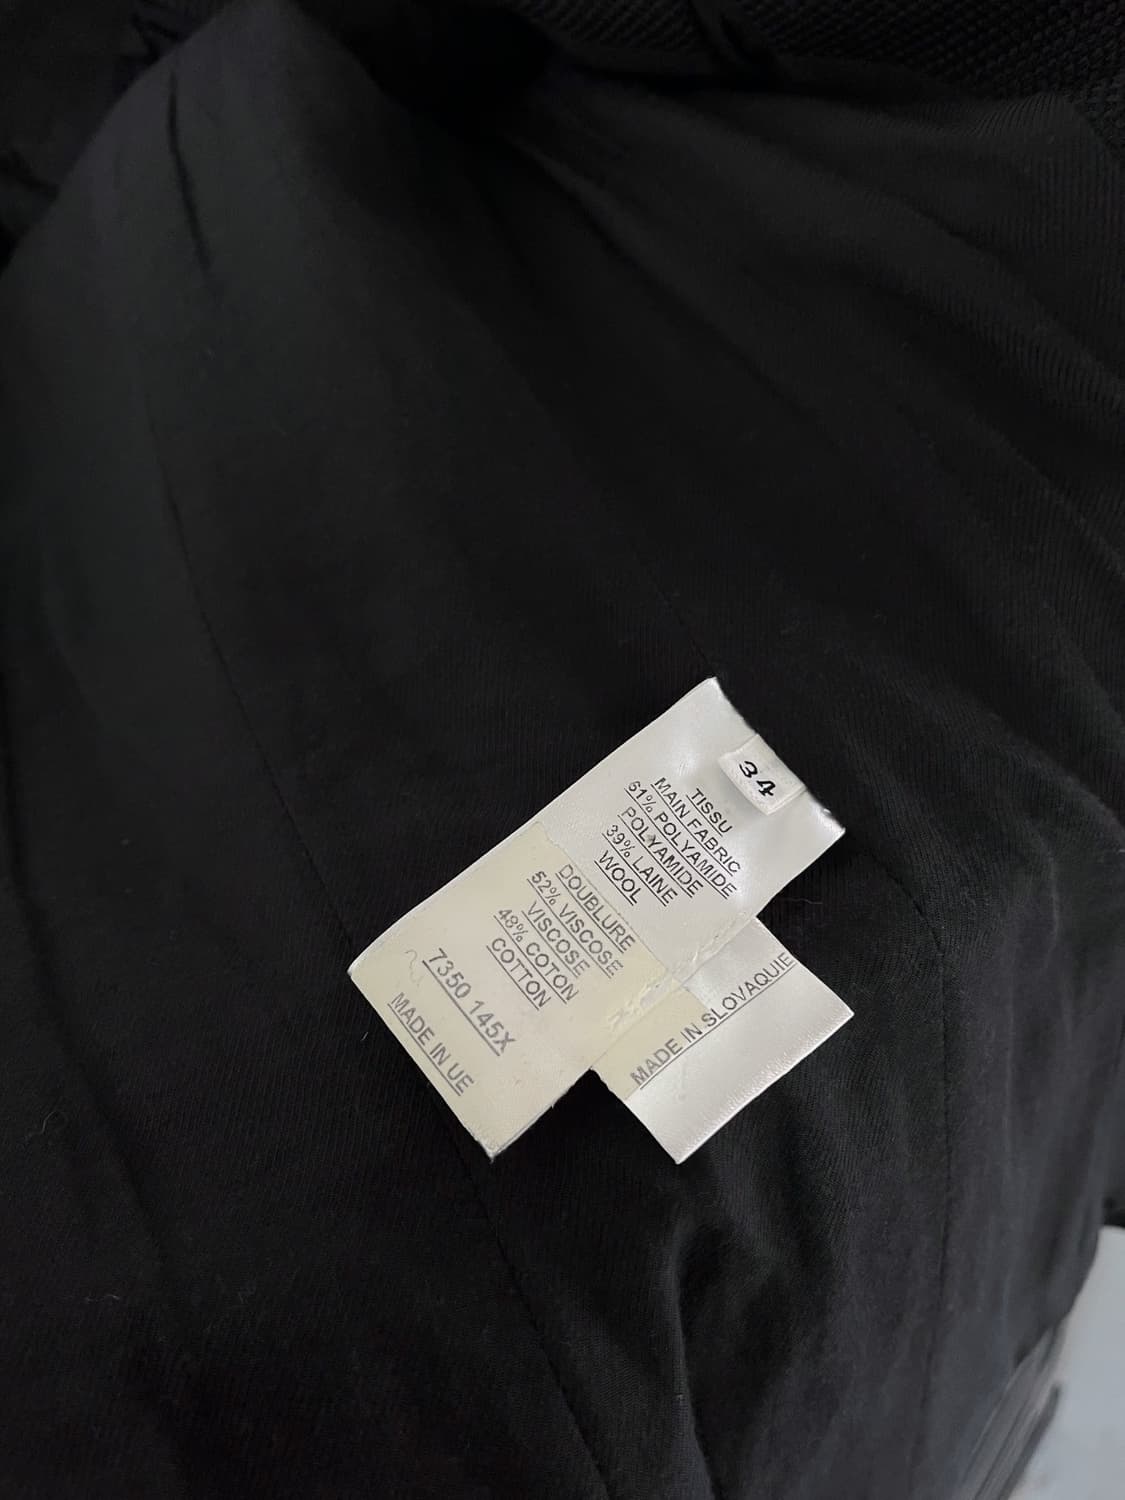 34
TISSU
MAIN FABRIC
61% POLYAMIDE
POLYAMIDE
39% LAINE
WOOL
DOUBLURE
52% VISCOSE
VISCOSE
48% COTON
COTTON
7350 145X
MADE IN UE
MADE IN SLOVAQUIE